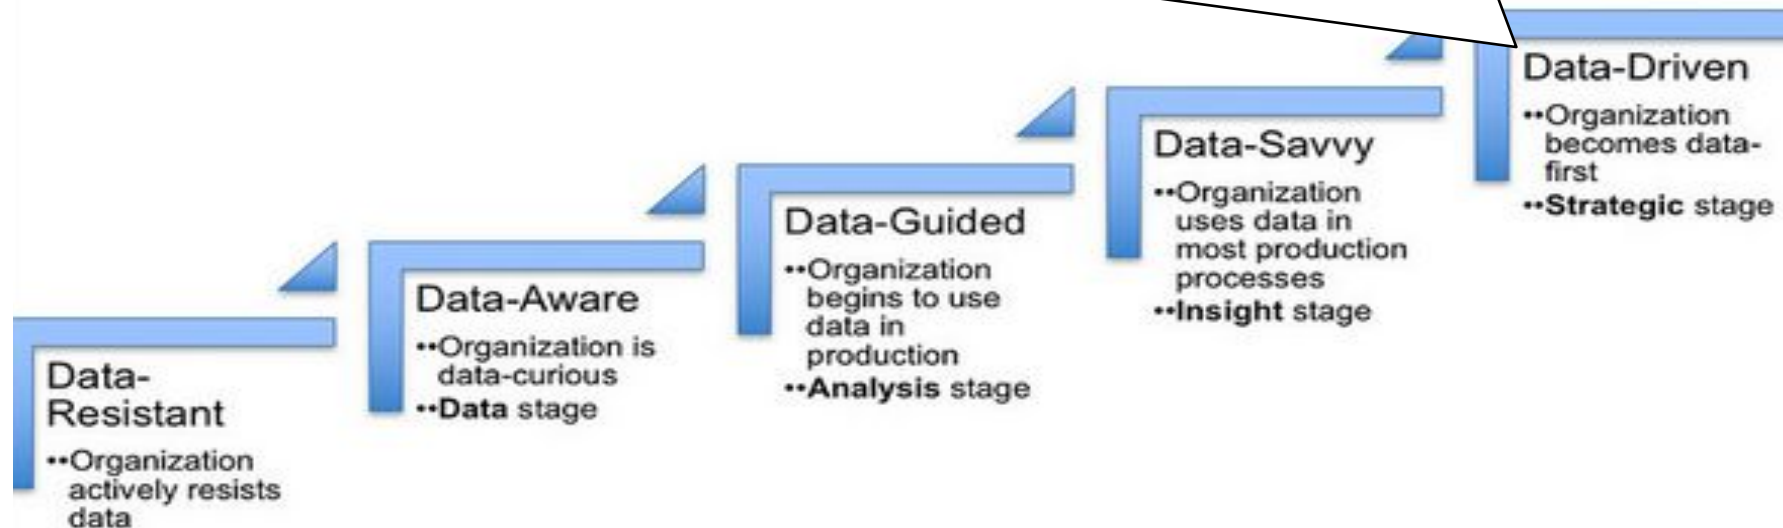 Data-
Resistant
••Organization
actively resists
data
Data-Aware
••Organization is
data-curious
••Data stage
Data-Guided
••Organization
begins to use
data in
production
••Analysis stage
Data-Savvy
••Organization
uses data in
most production
processes
••Insight stage
Data-Driven
••Organization
becomes data-
first
••Strategic stage